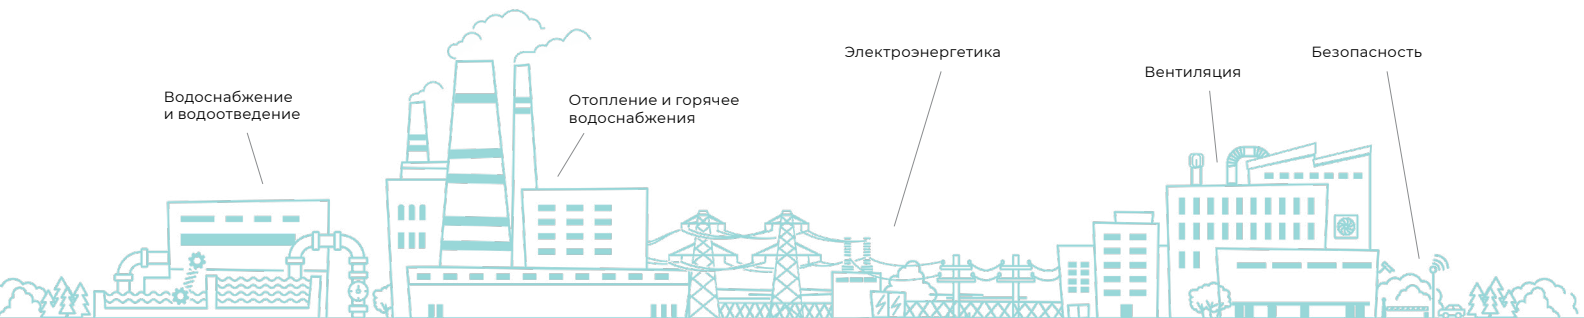 Водоснабжение
и водоотведение
Отопление и горячее
водоснабжения
Электроэнергетика
Вентиляция
Безопасность